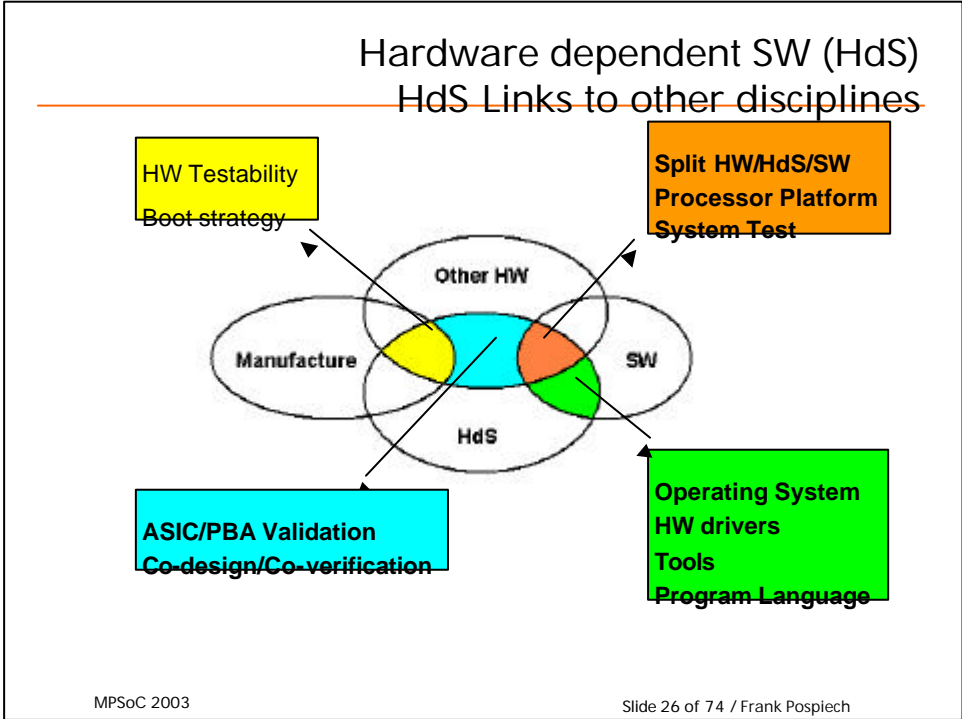 Hardware dependent SW (HdS)
HdS Links to other disciplines
HW Testability
Boot strategy
Split HW/HdS/SW
Processor Platform
System Test
Other HW
Manufacture
SW
HdS
ASIC/PBA Validation
Co-design/Co-verification
Operating System
HW drivers
Tools
Program Language
MPSoC 2003
Slide 26 of 74 / Frank Pospiech